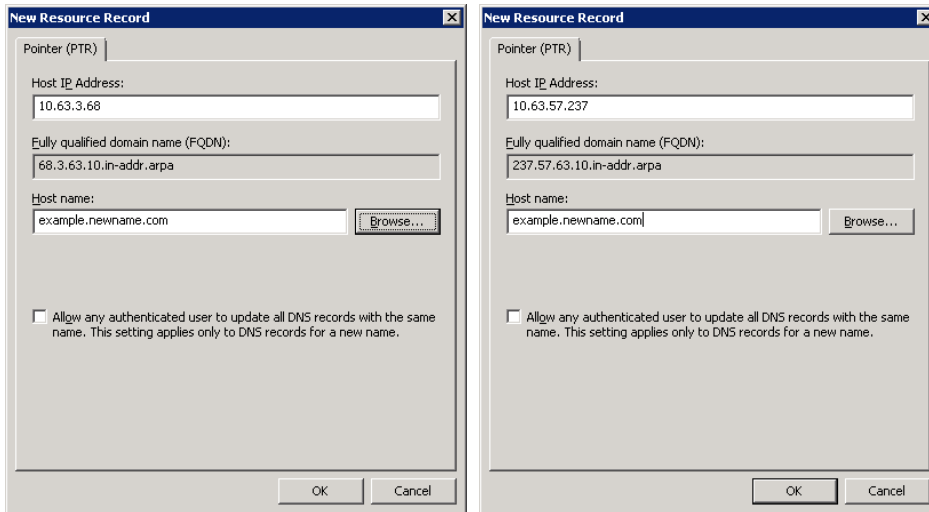 New Resource Record
Pointer (PTR)
Host IP Address:
10.63.3.68
Fully qualified domain name (FQDN):
68.3.63.10.in-addr.arpa
Host name:
example.newname.com
Browse...
Allow any authenticated user to update all DNS records with the same
name. This setting applies only to DNS records for a new name.
OK
Cancel
New Resource Record
Pointer (PTR)
Host IP Address:
10.63.57.237
Fully qualified domain name (FQDN):
237.57.63.10.in-addr.arpa
Host name:
example.newname.com
Browse...
Allow any authenticated user to update all DNS records with the same
name. This setting applies only to DNS records for a new name.
OK
Cancel